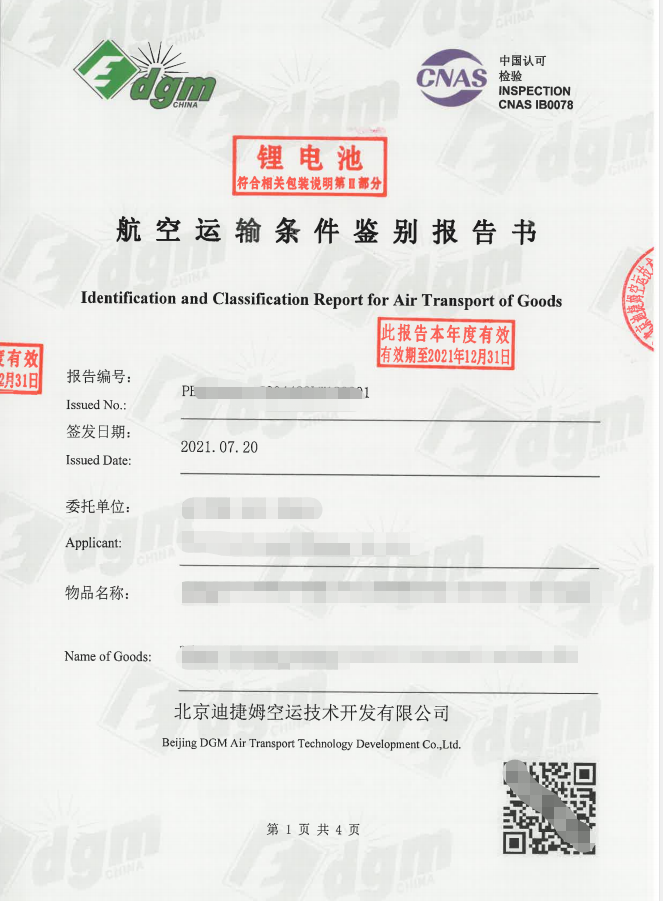 dgm
CHINA
CNAS
中国认可
检验
INSPECTION
CNAS IB0078
锂电池
符合相关包装说明第Ⅱ部分
航空运输条件鉴别报告书
Identification and Classification Report for Air Transport of Goods
此报告本年度有效
有效期至2021年12月31日
度有效
2月31日
报告编号:
Issued No.:
签发日期:
2021.07.20
Issued Date:
委托单位:
Applicant:
物品名称:
Name of Goods:
北京迪捷姆空运技术开发有限公司
Beijing DGM Air Transport Technology Development Co.,Ltd.
第 1 页 共 4 页